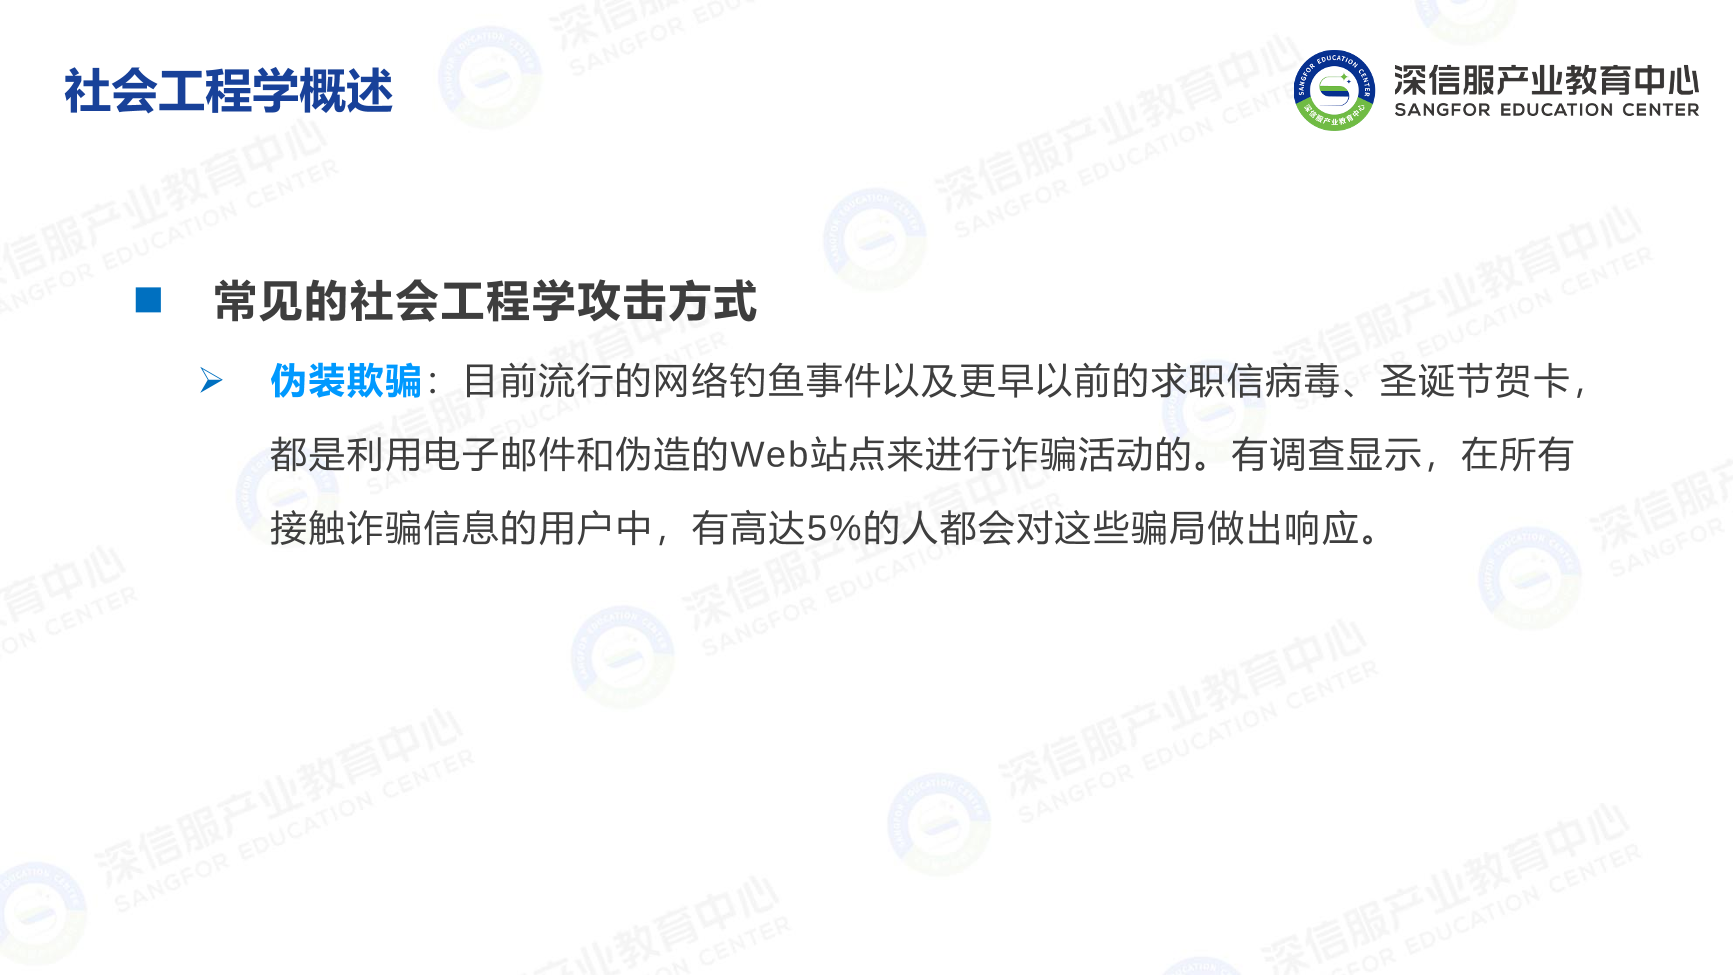 社会工程学概述
深信服产业教育中心
SANGFOR EDUCATION CENTER
常见的社会工程学攻击方式
伪装欺骗：目前流行的网络钓鱼事件以及更早以前的求职信病毒、圣诞节贺卡，
都是利用电子邮件和伪造的Web站点来进行诈骗活动的。有调查显示，在所有
接触诈骗信息的用户中，有高达5%的人都会对这些骗局做出响应。